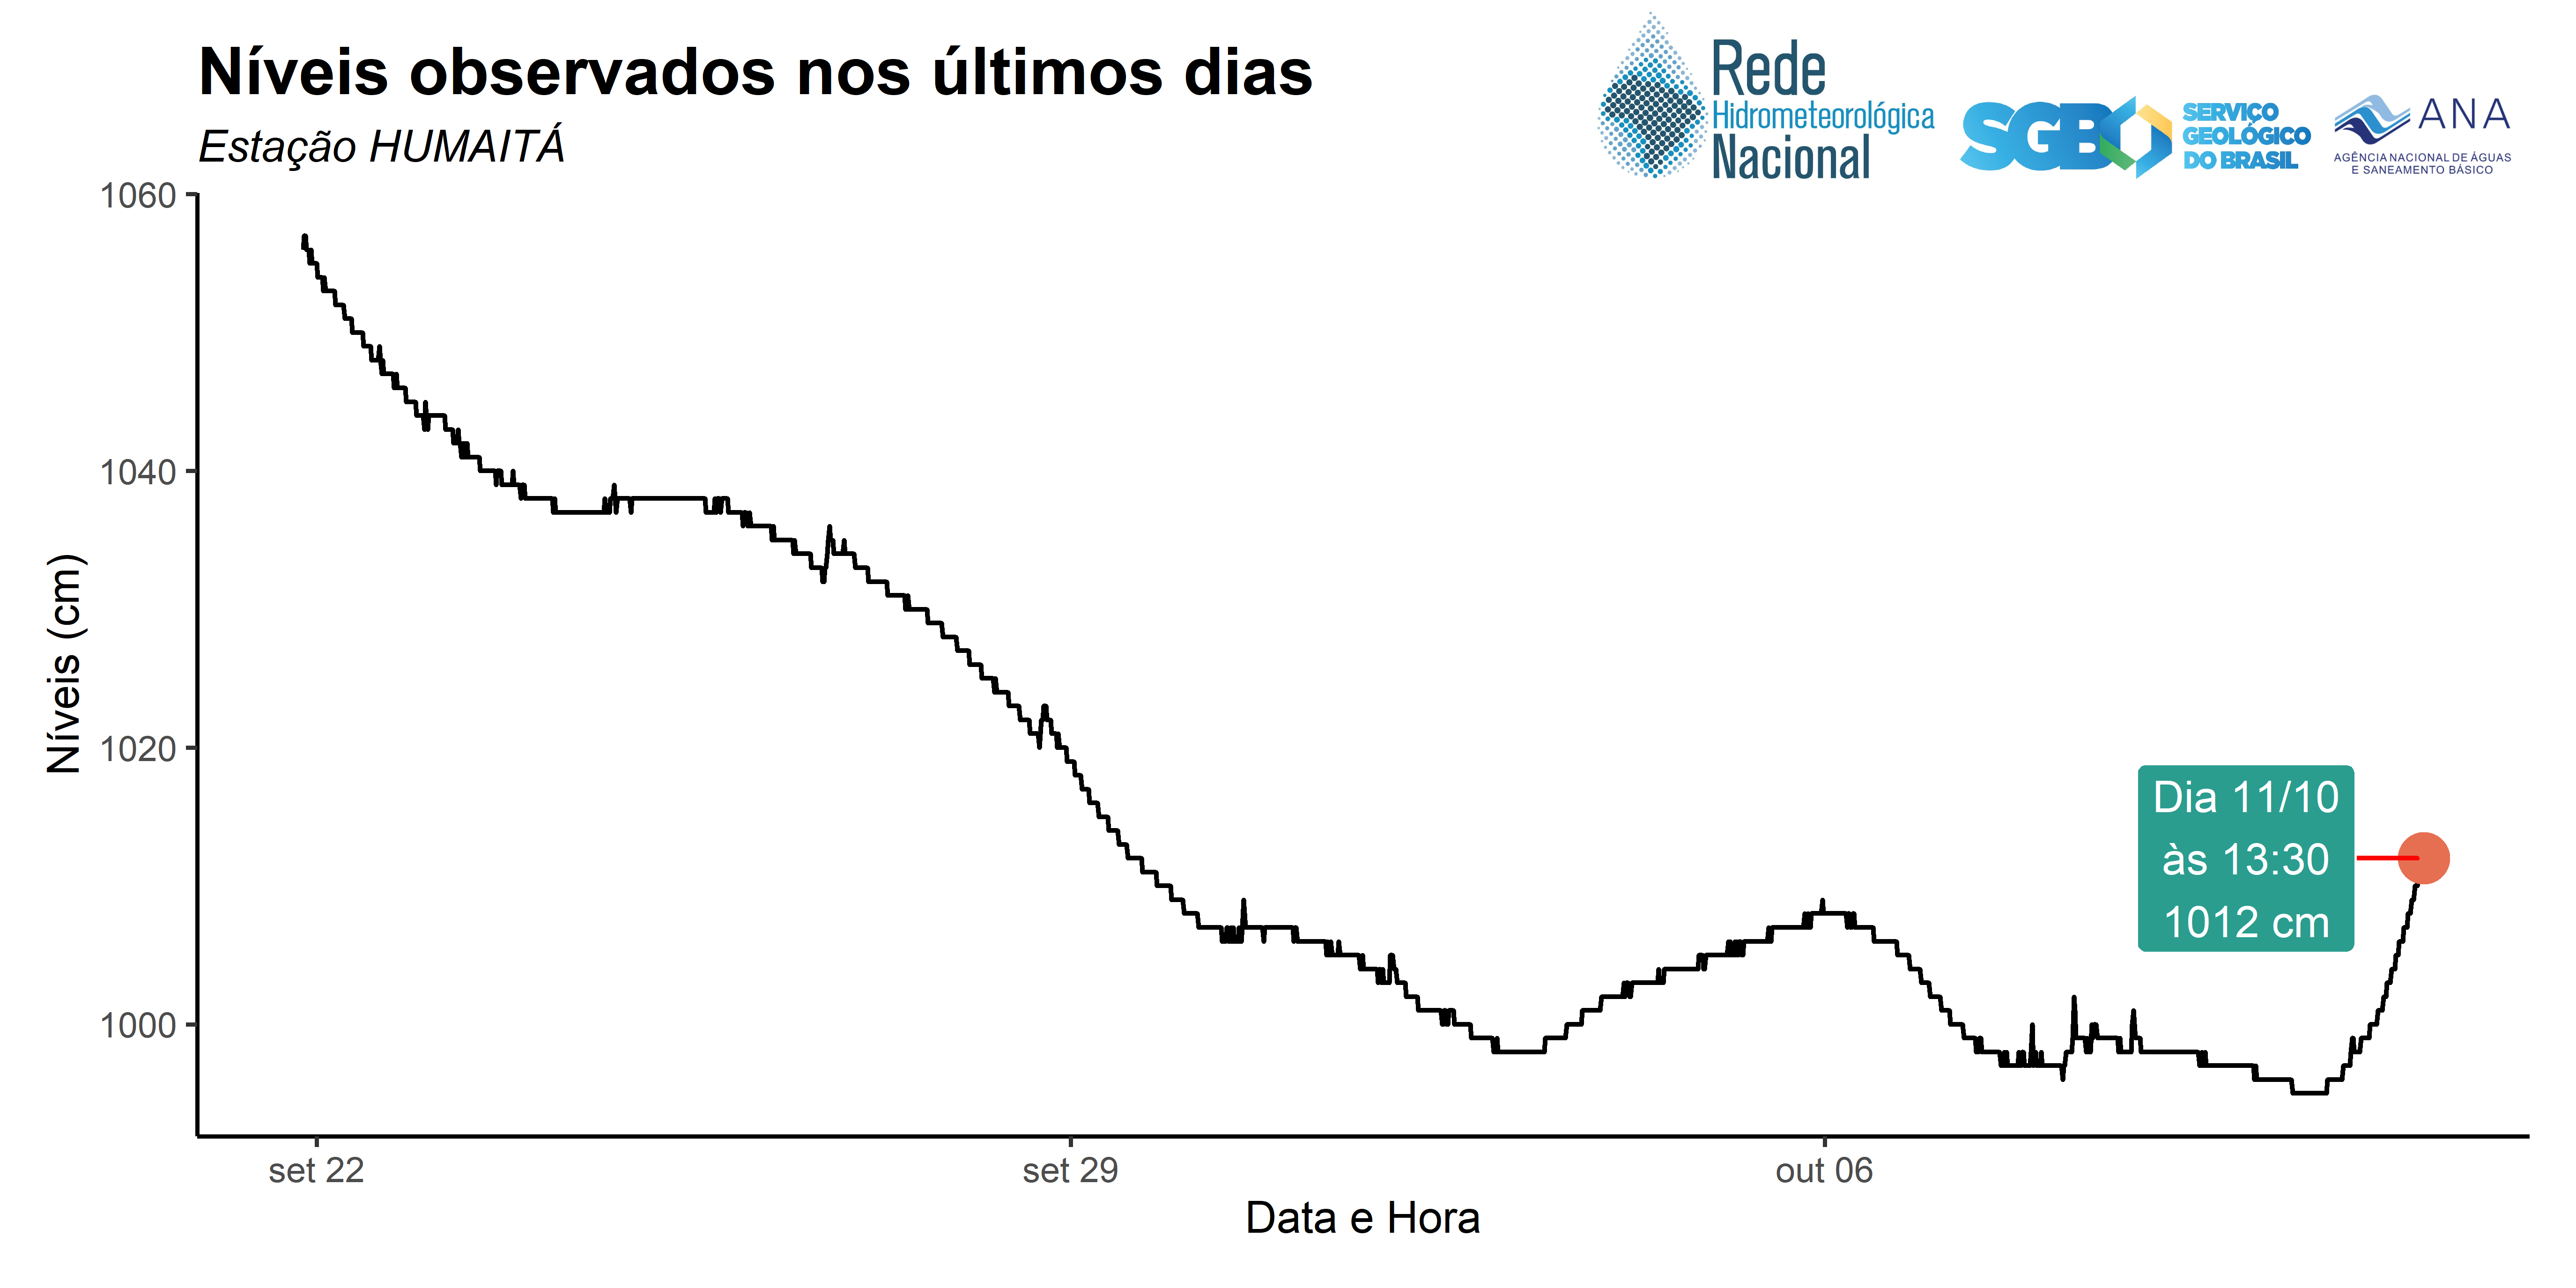 Níveis observados nos últimos dias
Estação HUMAITÁ
Rede
Hidrometeorológica
Nacional
SGB
SERVIÇO
GEOLÓGICO
DO BRASIL
ANA
AGÊNCIA NACIONAL DE ÁGUAS
E SANEAMENTO BÁSICO
1060
1040
1020
1000
Níveis (cm)
Dia 11/10
às 13:30
1012 cm
set 22
set 29
out 06
Data e Hora